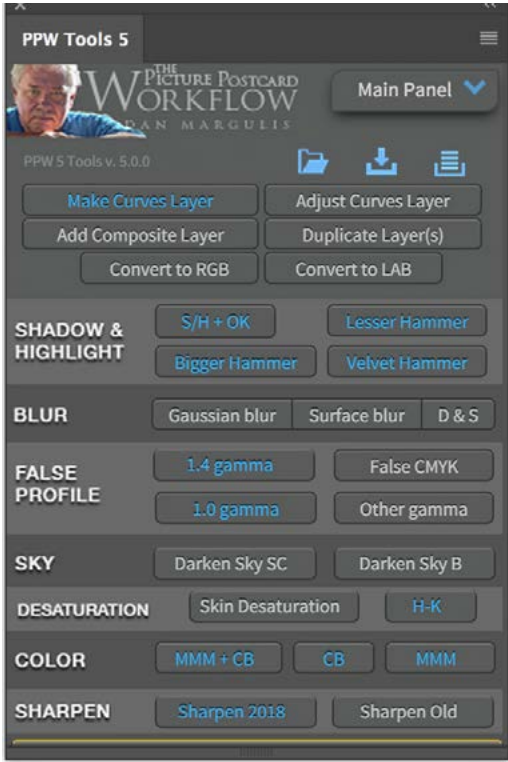 PPW Tools 5
THE
PICTURE POSTCARD
WORKFLOW
DAN MARGULIS
Main Panel
PPW 5 Tools v. 5.0.0
Make Curves Layer Adjust Curves Layer
Add Composite Layer Duplicate Layer(s)
Convert to RGB Convert to LAB
SHADOW & HIGHLIGHT
S/H + OK Lesser Hammer
Bigger Hammer Velvet Hammer
BLUR Gaussian blur Surface blur D & S
FALSE PROFILE
1.4 gamma False CMYK
1.0 gamma Other gamma
SKY Darken Sky SC Darken Sky B
DESATURATION Skin Desaturation H-K
COLOR MMM + CB CB MMM
SHARPEN Sharpen 2018 Sharpen Old